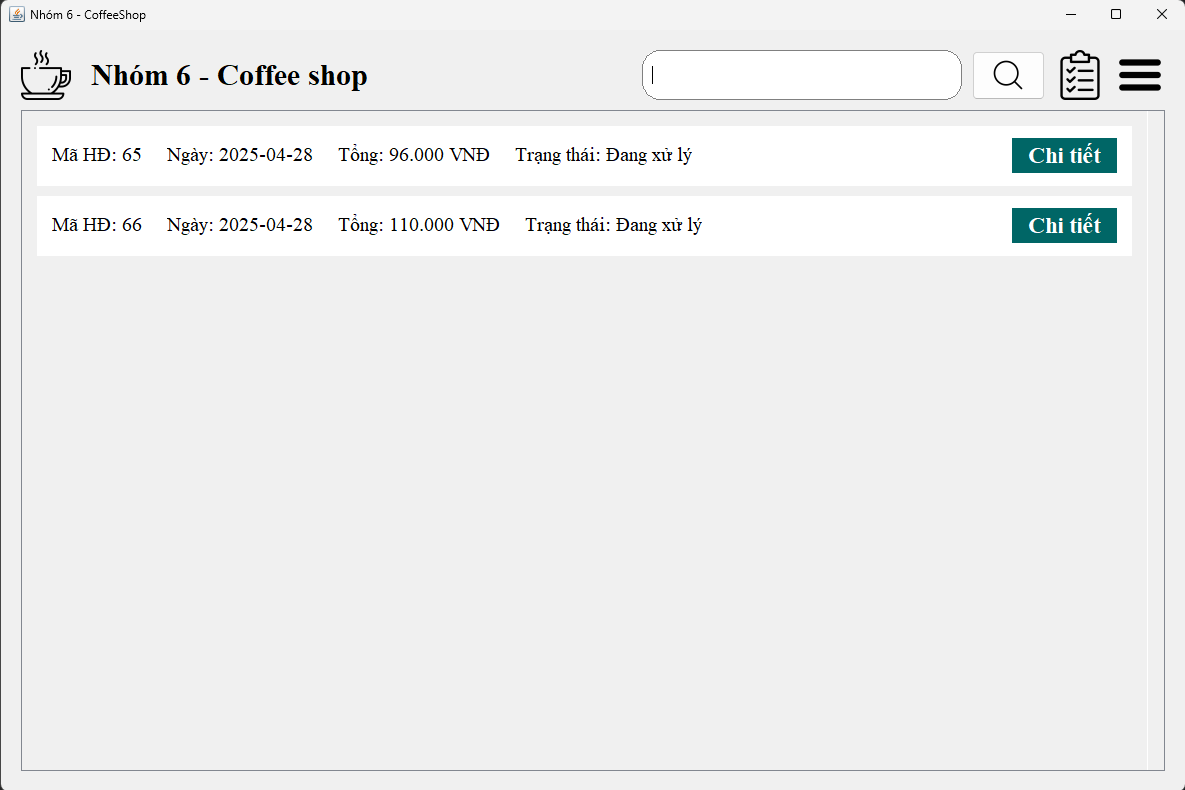 Nhóm 6 - CoffeeShop
Nhóm 6 - Coffee shop
Mã HĐ: 65 Ngày: 2025-04-28 Tổng: 96.000 VNĐ Trạng thái: Đang xử lý Chi tiết
Mã HĐ: 66 Ngày: 2025-04-28 Tổng: 110.000 VNĐ Trạng thái: Đang xử lý Chi tiết